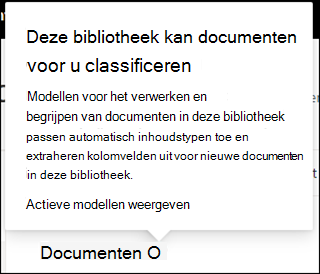 Deze bibliotheek kan documenten
voor u classificeren
Modellen voor het verwerken en
begrijpen van documenten in deze bibliotheek
passen automatisch inhoudstypen toe en
extraheren kolomvelden uit voor nieuwe documenten
in deze bibliotheek.
Actieve modellen weergeven
Documenten O